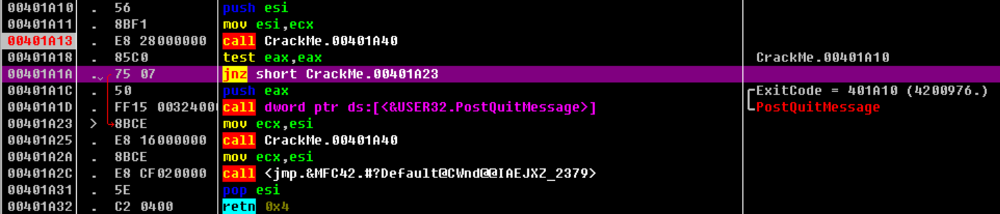 00401A10 . 56 push esi
00401A11 . 8BF1 mov esi,ecx
00401A13 . E8 28000000 call CrackMe.00401A40
00401A18 . 85C0 test eax,eax CrackMe.00401A10
00401A1A . 75 07 jnz short CrackMe.00401A23
00401A1C . 50 push eax ExitCode = 401A10 (4200976.)
00401A1D . FF15 00324000 call dword ptr ds:[<&USER32.PostQuitMessage>] PostQuitMessage
00401A23 > 8BCE mov ecx,esi
00401A25 . E8 16000000 call CrackMe.00401A40
00401A2A . 8BCE mov ecx,esi
00401A2C . E8 CF020000 call <jmp.&MFC42.#?Default@CWnd@@IAEJXZ_2379>
00401A31 . 5E pop esi
00401A32 . C2 0400 retn 0x4